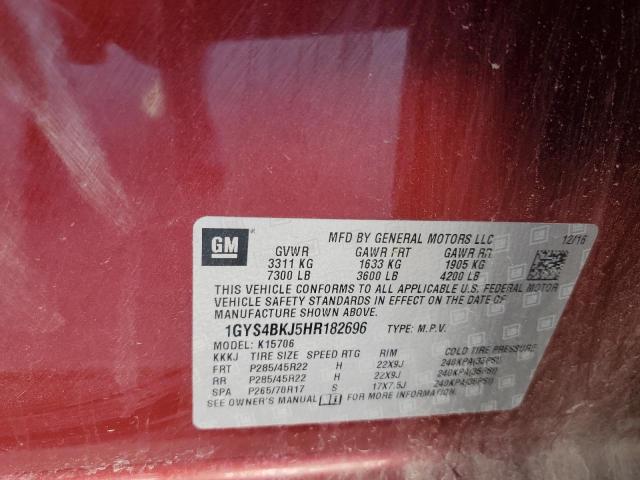 GM
MFD BY GENERAL MOTORS LLC 12/16
GVWR GAWR FRT GAWR RR
3311 KG 1633 KG 1905 KG
7300 LB 3600 LB 4200 LB
THIS VEHICLE CONFORMS TO ALL APPLICABLE U.S. FEDERAL MOTOR
VEHICLE SAFETY STANDARDS IN EFFECT ON THE DATE OF
MANUFACTURE SHOWN ABOVE.
1GYS4BKJ5HR182696 TYPE: M.P.V.
MODEL: K15706
KKKJ TIRE SIZE SPEED RTG RIM COLD TIRE PRESSURE
FRT P285/45R22 H 22X9J 240KPA(35PSI)
RR P285/45R22 H 22X9J 240KPA(35PSI)
SPA P265/70R17 S 17X7.5J 240KPA(35PSI)
SEE OWNER'S MANUAL FOR MORE INFORMATION.